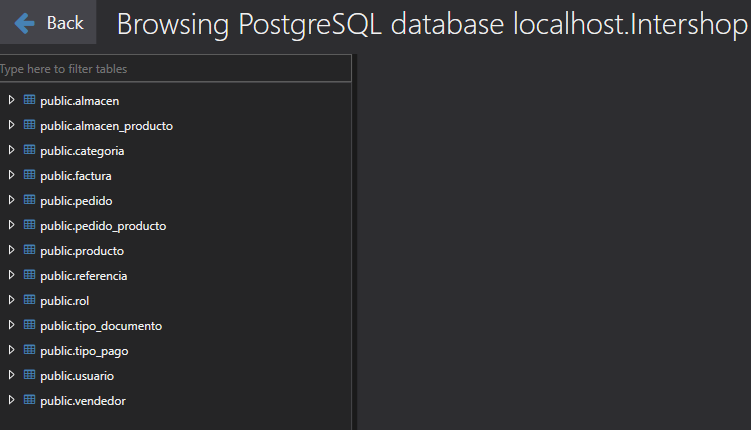 Back
Browsing PostgreSQL database localhost.Intershop
Type here to filter tables
public.almacen
public.almacen_producto
public.categoria
public.factura
public.pedido
public.pedido_producto
public.producto
public.referencia
public.rol
public.tipo_documento
public.tipo_pago
public.usuario
public.vendedor